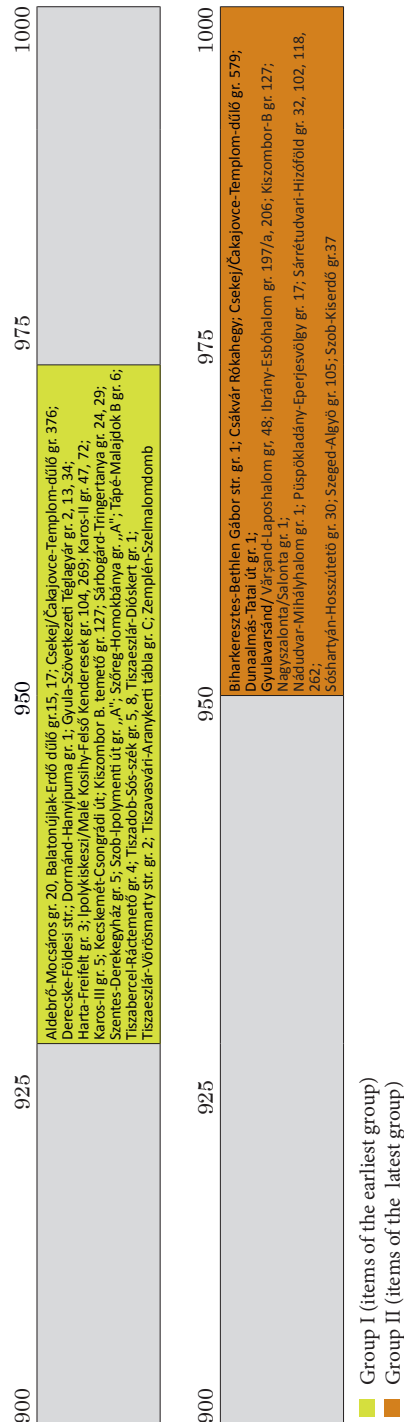 900 925 950 975 1000
Aldebrő-Mocsáros gr. 20, Balatonújlak-Erdő dűlő gr.15, 17; Csekej/Čakajovce-Templom-dűlő gr. 376;
Derecske-Földesi str.; Dormánd-Hanyipuma gr. 1; Gyula-Szövetkezeti Téglagyár gr. 2, 13, 34;
Harta-Freifelt gr. 3; Ipolykiskeszi/Malé Kosihy-Felső Kenderesek gr. 104, 269; Karos-II gr. 47, 72;
Karos-III gr. 5; Kecskemét-Csongrádi út; Kiszombor B. temető gr. 127; Sárbogárd-Tringertanya gr. 24, 29;
Szentes-Derekegyház gr. 5; Szob-Ipolymenti út gr. ,,A"; Szőreg-Homokbánya gr. ,,A"; Tápé-Malajdok B gr. 6;
Tiszabercel-Ráctemető gr. 4; Tiszadob-Sós-szék gr. 5, 8, Tiszaeszlár-Dióskert gr. 1;
Tiszaeszlár-Vörösmarty str. gr. 2; Tiszavasvári-Aranykerti tábla gr. C; Zemplén-Szelmalomdomb
900 925 950 975 1000
Biharkeresztes-Bethlen Gábor str. gr. 1; Csákvár Rókahegy; Csekej/Čakajovce-Templom-dűlő gr. 579;
Dunaalmás-Tatai út gr. 1;
Gyulavarsánd/ Vărşand-Laposhalom gr, 48; Ibrány-Esbóhalom gr. 197/a, 206; Kiszombor-B gr. 127;
Nagyszalonta/Salonta gr. 1;
Nádudvar-Mihályhalom gr. 1; Püspökladány-Eperjesvölgy gr. 17; Sárrétudvari-Hízóföld gr. 32, 102, 118,
262;
Sóshartyán-Hosszútető gr. 30; Szeged-Algyő gr. 105; Szob-Kiserdő gr.37
Group I (items of the earliest group)
Group II (items of the latest group)